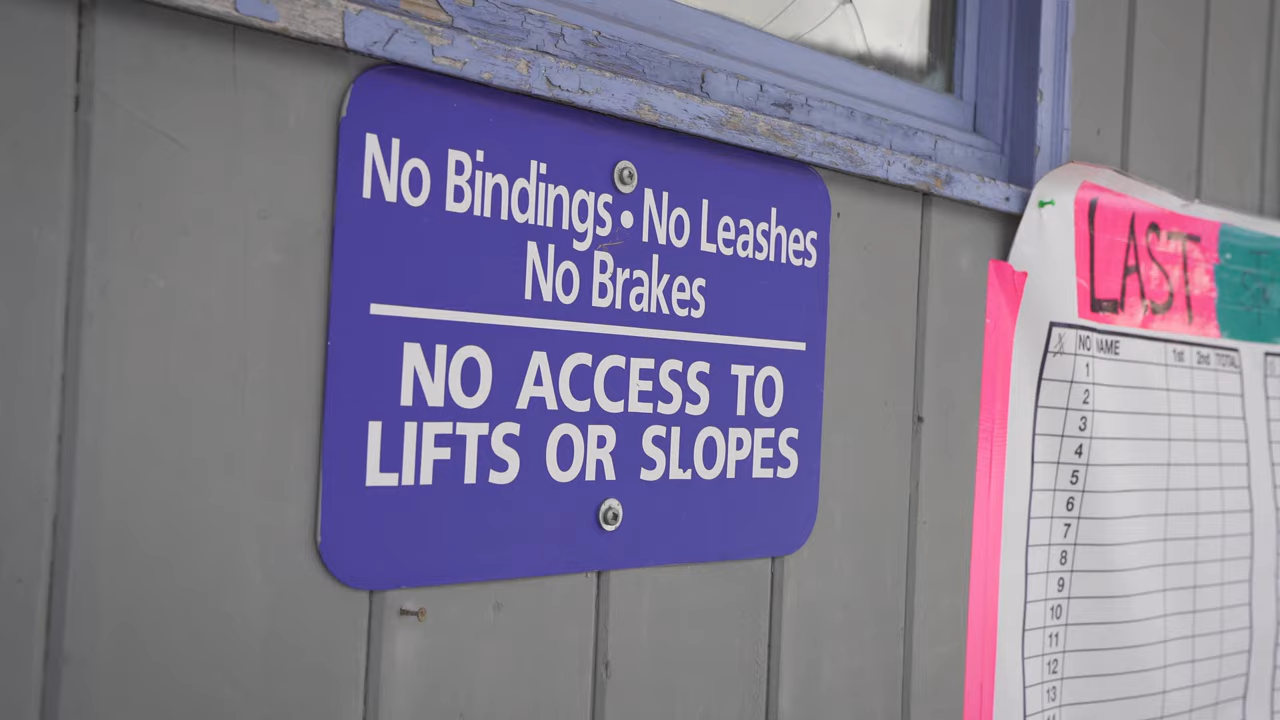 No Bindings • No Leashes
No Brakes
NO ACCESS TO
LIFTS OR SLOPES
LAST
NO NAME 1st 2nd TOTAL
1
2
3
4
5
6
7
8
9
10
11
12
13